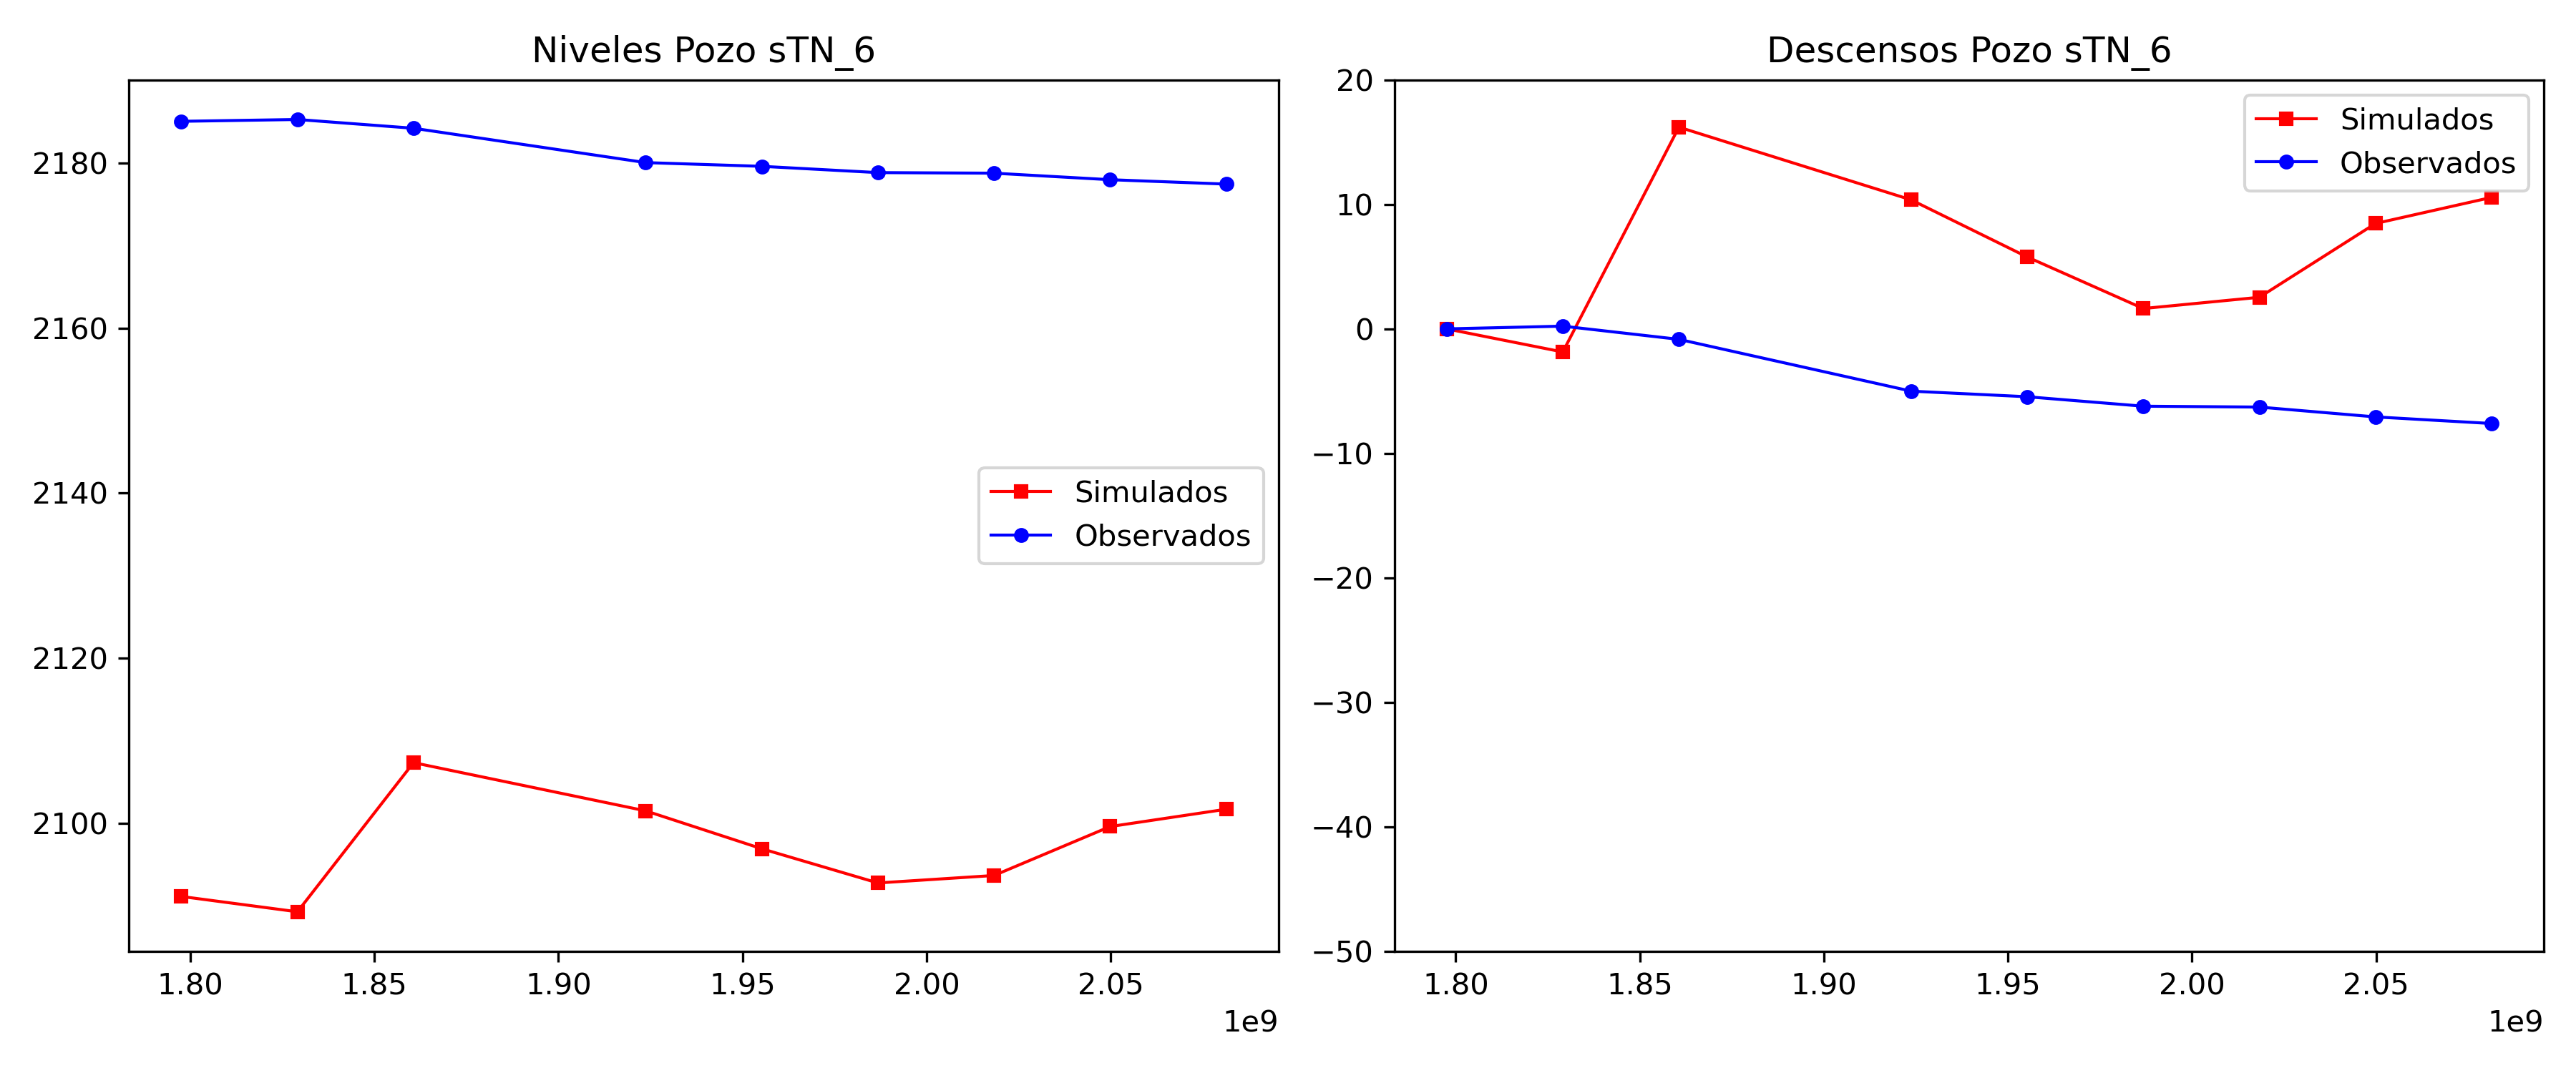 Niveles Pozo sTN_6
2180
2160
2140
2120
2100
Simulados
Observados
1.80 1.85 1.90 1.95 2.00 2.05
1e9
Descensos Pozo sTN_6
20
10
0
−10
−20
−30
−40
−50
Simulados
Observados
1.80 1.85 1.90 1.95 2.00 2.05
1e9